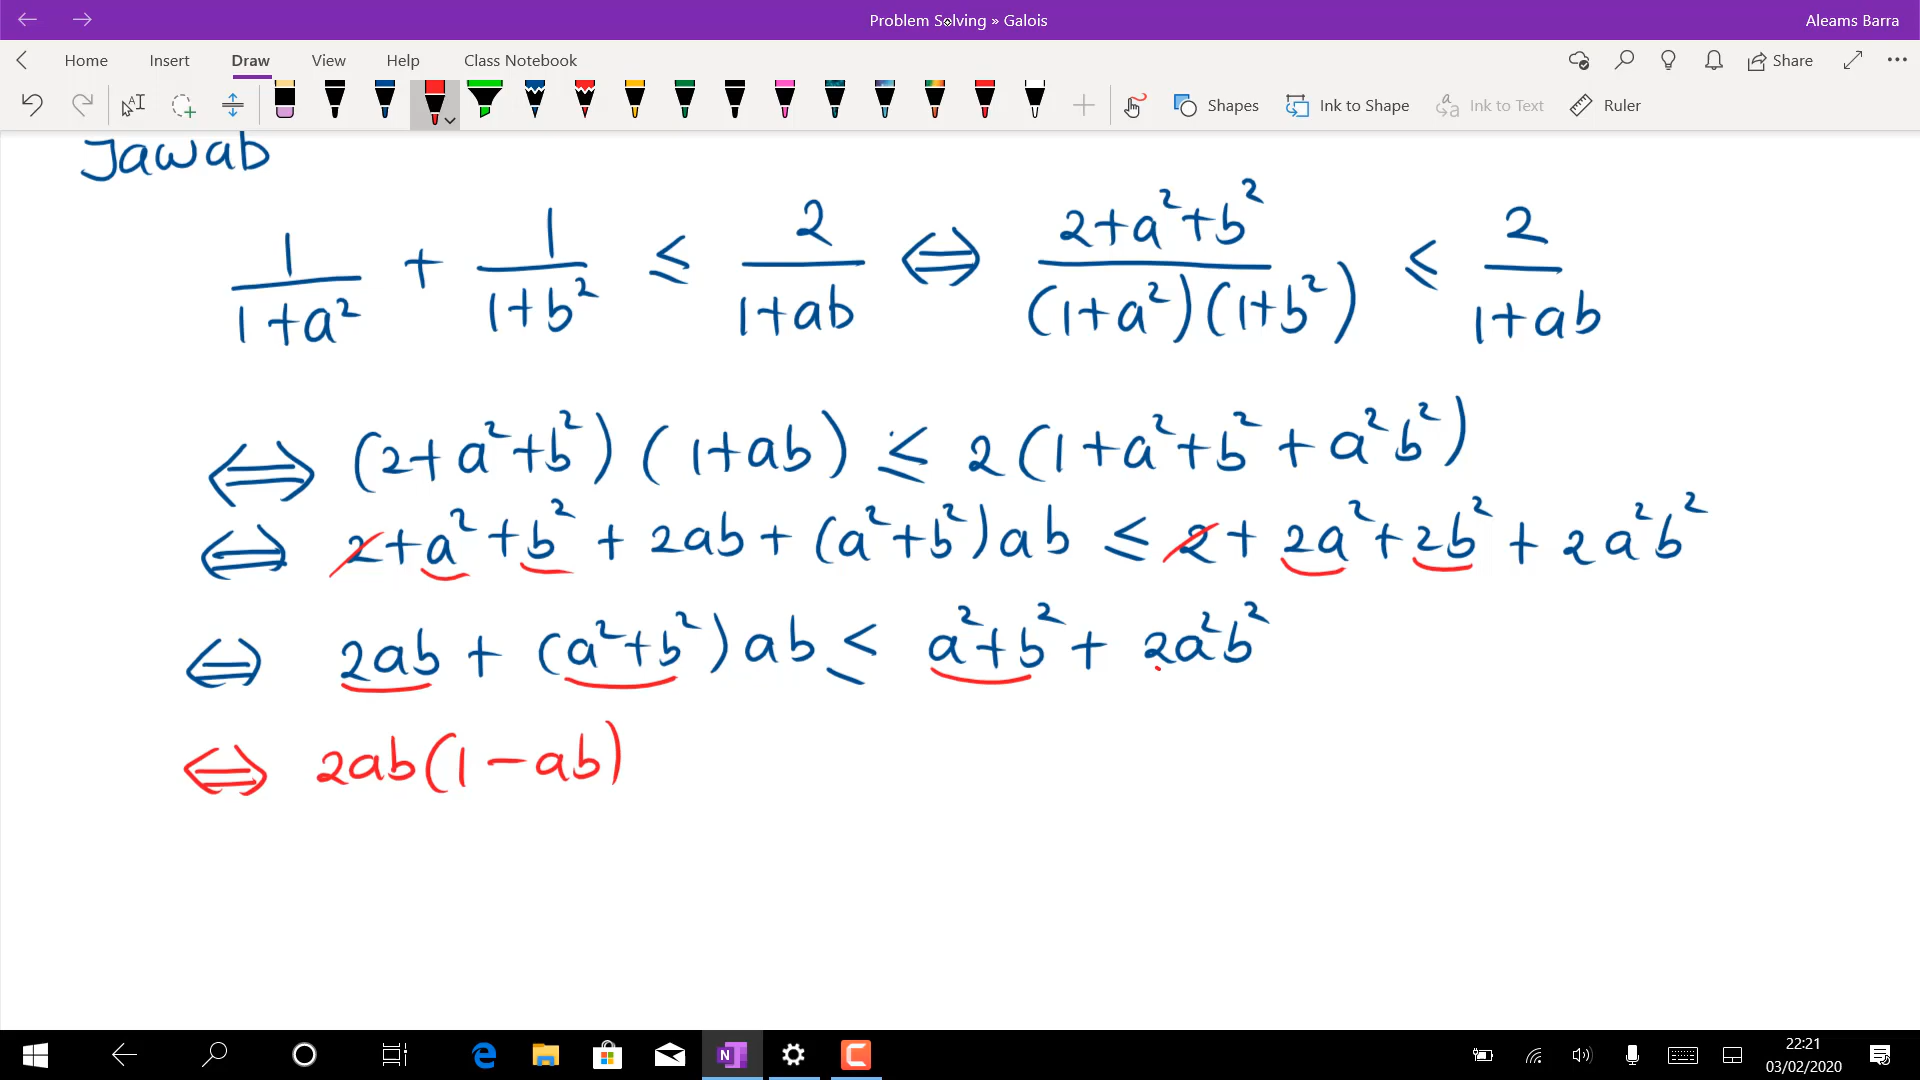 Problem Solving » Galois
Aleams Barra
Home Insert Draw View Help Class Notebook
Share
Shapes Ink to Shape Ink to Text Ruler
Jawab
1/(1+a²) + 1/(1+b²) ≤ 2/(1+ab) ⟺ (2+a²+b²)/((1+a²)(1+b²)) ≤ 2/(1+ab)
⟺ (2+a²+b²)(1+ab) ≤ 2(1+a²+b²+a²b²)
⟺ 2+a²+b²+2ab+(a²+b²)ab ≤ 2+2a²+2b²+2a²b²
⟺ 2ab+(a²+b²)ab ≤ a²+b²+2a²b²
⟺ 2ab(1-ab)
22:21
03/02/2020